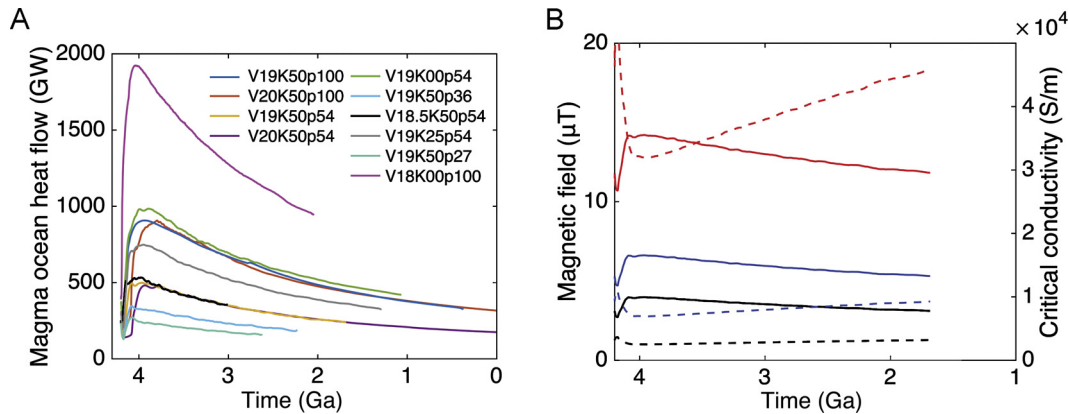 A
Magma ocean heat flow (GW)
2000
1500
1000
500
0
V19K50p100
V20K50p100
V19K50p54
V20K50p54
V19K00p54
V19K50p36
V18.5K50p54
V19K25p54
V19K50p27
V18K00p100
4
3
2
1
0
Time (Ga)
B
Magnetic field (µT)
20
10
0
4
3
2
1
Time (Ga)
× 10⁴
4
3
2
1
0
Critical conductivity (S/m)